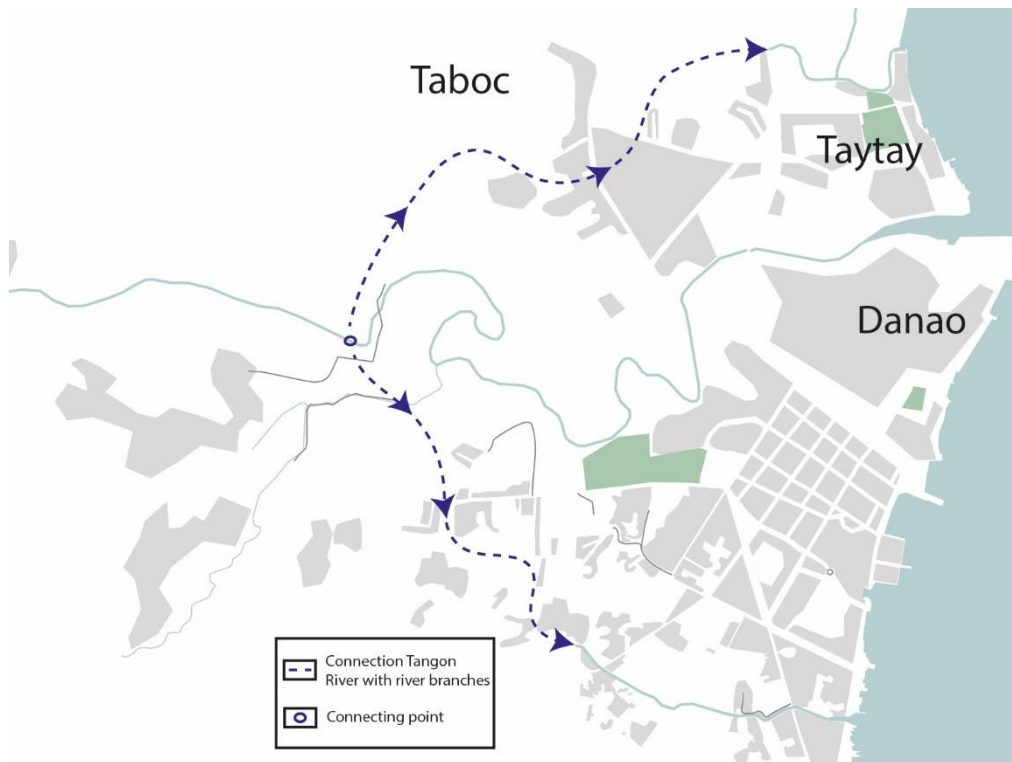 Taboc
Taytay
Danao
Connection Tangon
River with river branches
Connecting point